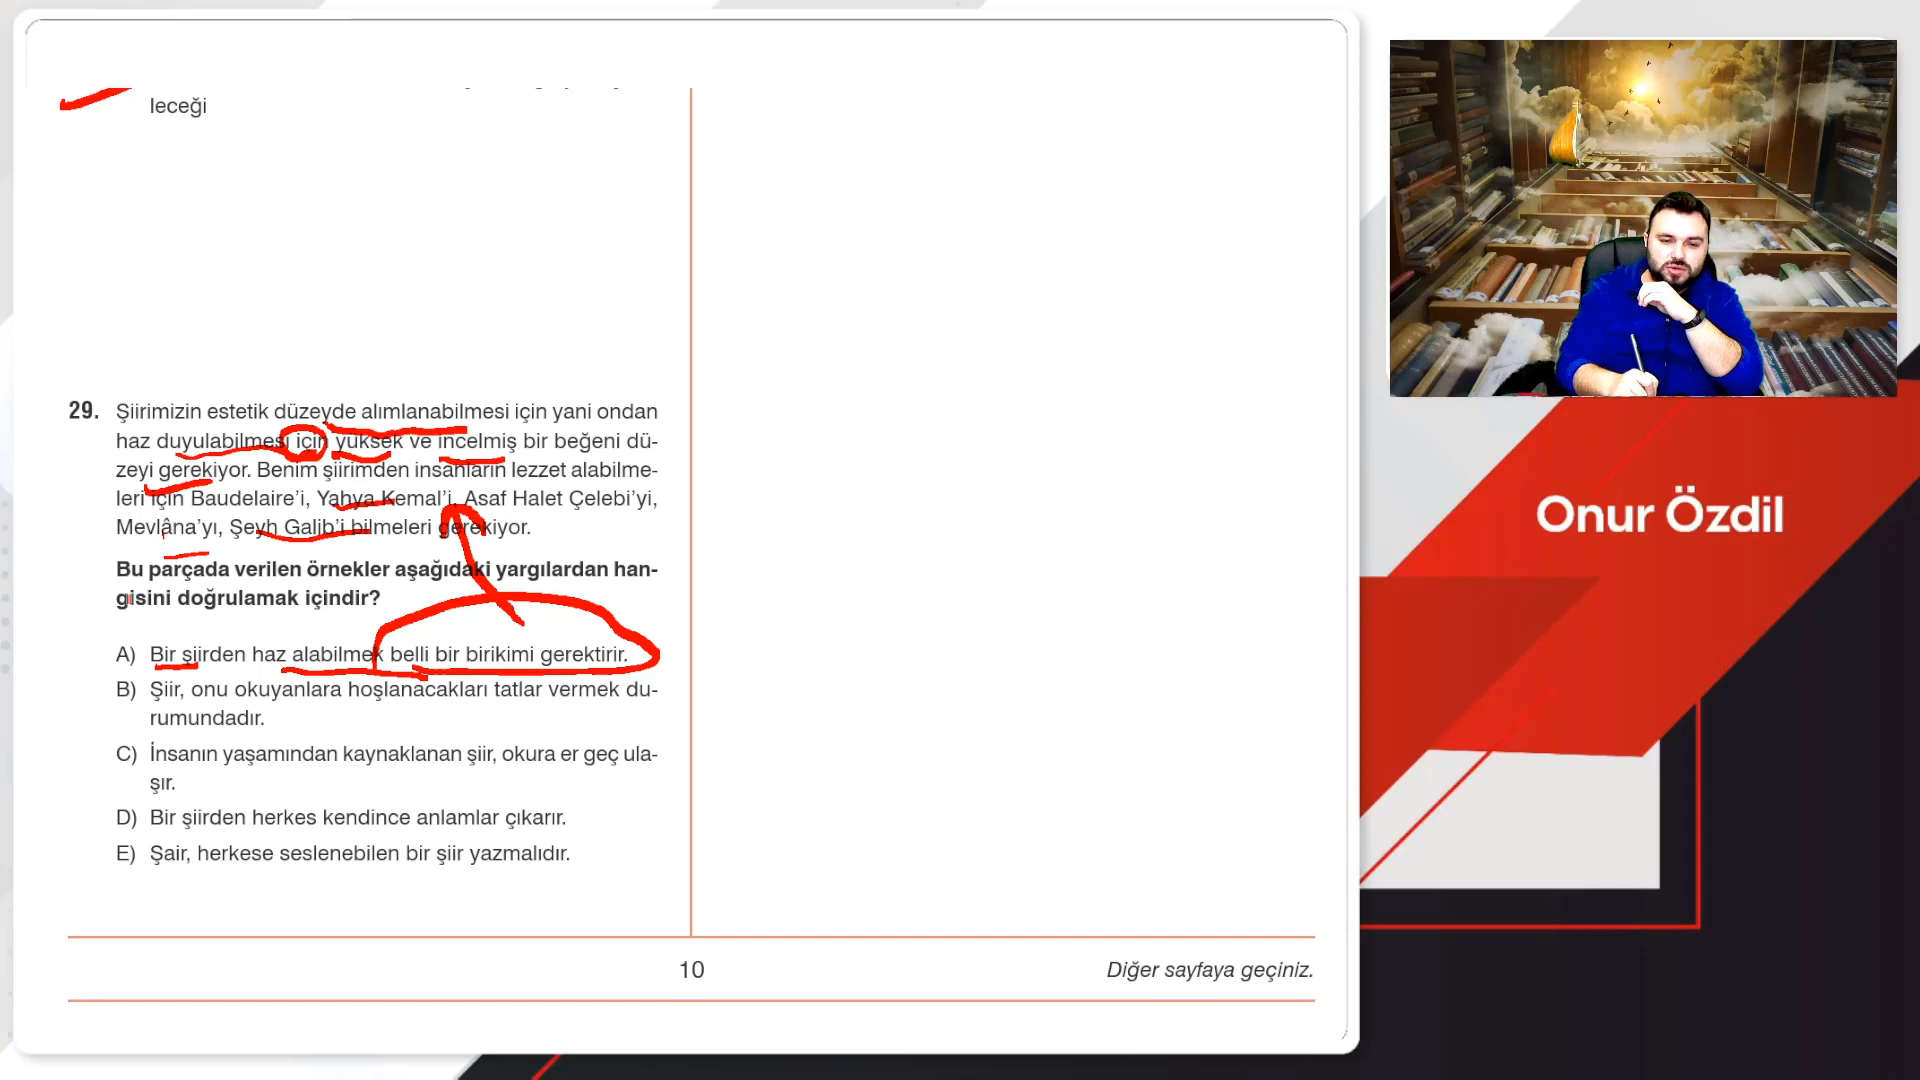 leceği
29. Şiirimizin estetik düzeyde alımlanabilmesi için yani ondan
haz duyulabilmesi için yüksek ve incelmiş bir beğeni dü-
zeyi gerekiyor. Benim şiirimden insanların lezzet alabilme-
leri için Baudelaire'i, Yahya Kemal'i, Asaf Halet Çelebi'yi,
Mevlâna'yı, Şeyh Galib'i bilmeleri gerekiyor.
Bu parçada verilen örnekler aşağıdaki yargılardan han-
gisini doğrulamak içindir?
A) Bir şiirden haz alabilmek belli bir birikimi gerektirir.
B) Şiir, onu okuyanlara hoşlanacakları tatlar vermek du-
rumundadır.
C) İnsanın yaşamından kaynaklanan şiir, okura er geç ula-
şır.
D) Bir şiirden herkes kendince anlamlar çıkarır.
E) Şair, herkese seslenebilen bir şiir yazmalıdır.
10
Diğer sayfaya geçiniz.
Onur Özdil